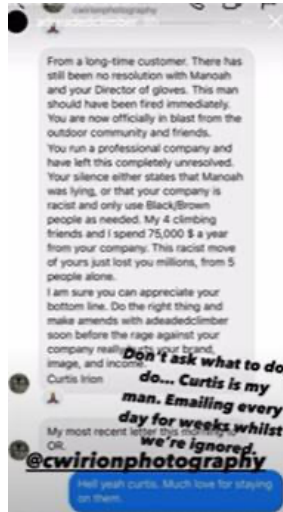 cwirionphotography
adeadedclimber
From a long-time customer. There has
still been no resolution with Manoah
and your Director of gloves. This man
should have been fired immediately.
You are now officially in blast from the
outdoor community and friends.
You run a professional company and
have left this completely unresolved.
Your silence either states that Manoah
was lying, or that your company is
racist and only use Black/Brown
people as needed. My 4 climbing
friends and I spend 75,000 $ a year
from your company. This racist move
of yours just lost you millions, from 5
people alone.
I am sure you can appreciate your
bottom line. Do the right thing and
make amends with adeadedclimber
soon before the rage against your
company really hurts your brand,
image, and income.
Curtis Irion
Don't ask what to do
do... Curtis is my
man. Emailing every
day for weeks whilst
we're ignored.
My most recent letter this morning to
OR.
@cwirionphotography
Hell yeah curtis. Much love for staying
on them.